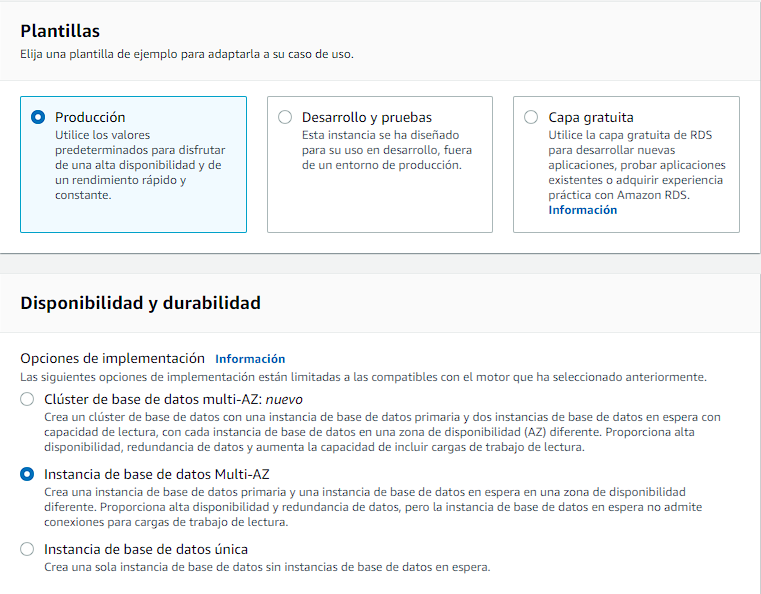 Plantillas
Elija una plantilla de ejemplo para adaptarla a su caso de uso.
Producción
Utilice los valores
predeterminados para disfrutar
de una alta disponibilidad y de
un rendimiento rápido y
constante.
Desarrollo y pruebas
Esta instancia se ha diseñado
para su uso en desarrollo, fuera
de un entorno de producción.
Capa gratuita
Utilice la capa gratuita de RDS
para desarrollar nuevas
aplicaciones, probar aplicaciones
existentes o adquirir experiencia
práctica con Amazon RDS.
Información
Disponibilidad y durabilidad
Opciones de implementación Información
Las siguientes opciones de implementación están limitadas a las compatibles con el motor que ha seleccionado anteriormente.
Clúster de base de datos multi-AZ: nuevo
Crea un clúster de base de datos con una instancia de base de datos primaria y dos instancias de base de datos en espera con
capacidad de lectura, con cada instancia de base de datos en una zona de disponibilidad (AZ) diferente. Proporciona alta
disponibilidad, redundancia de datos y aumenta la capacidad de incluir cargas de trabajo de lectura.
Instancia de base de datos Multi-AZ
Crea una instancia de base de datos primaria y una instancia de base de datos en espera en una zona de disponibilidad
diferente. Proporciona alta disponibilidad y redundancia de datos, pero la instancia de base de datos en espera no admite
conexiones para cargas de trabajo de lectura.
Instancia de base de datos única
Crea una sola instancia de base de datos sin instancias de base de datos en espera.